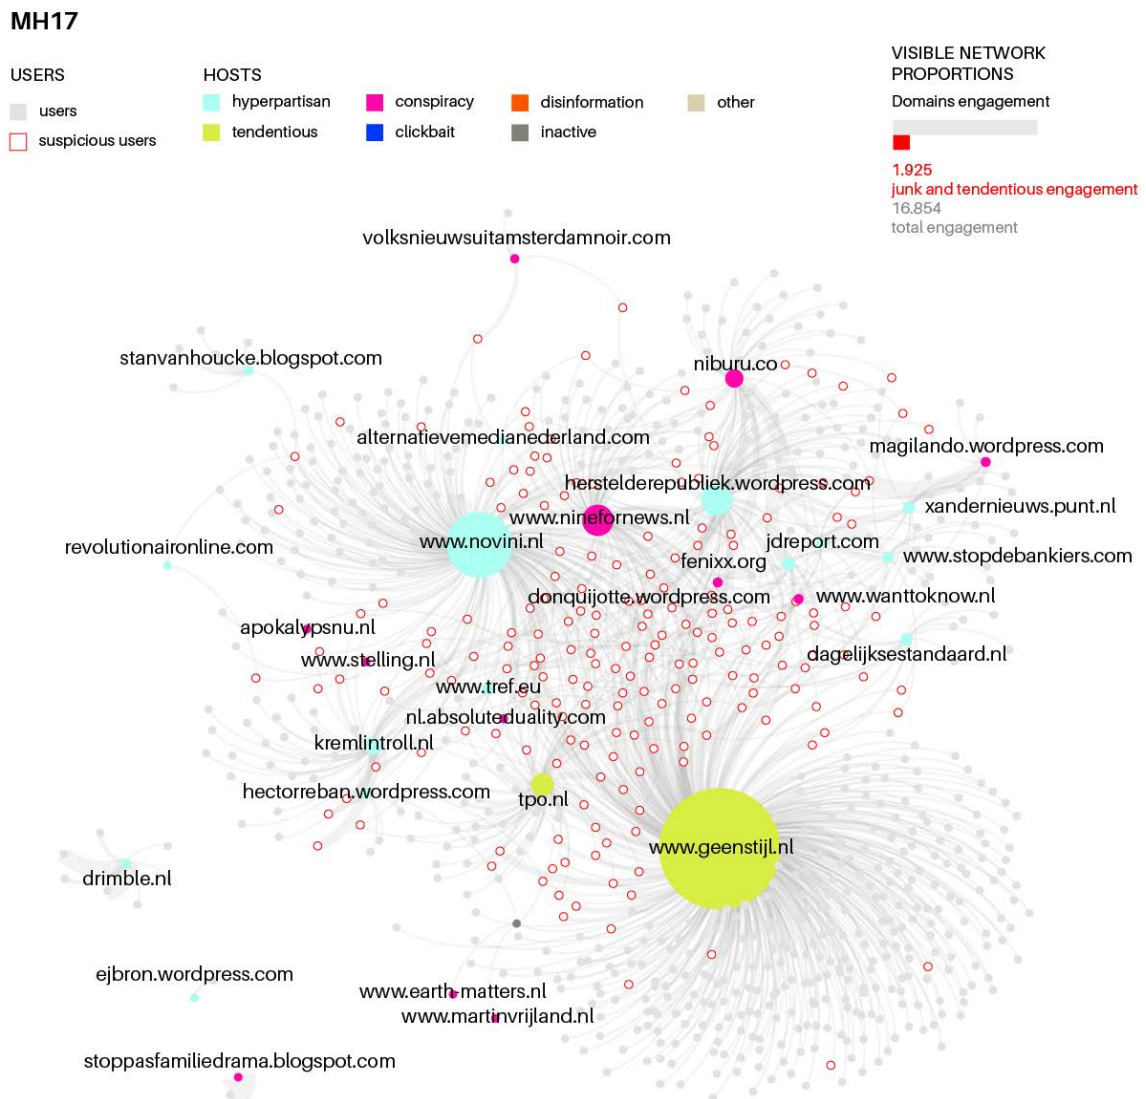 MH17
USERS
users
suspicious users
HOSTS
hyperpartisan
conspiracy
disinformation
other
tendentious
clickbait
inactive
VISIBLE NETWORK
PROPORTIONS
Domains engagement
1.925
junk and tendentious engagement
16.854
total engagement
volksnieuwsuitamsterdamnoir.com
stanvanhoucke.blogspot.com
niburu.co
alternatievemedianederland.com
magilando.wordpress.com
herstelderepubliek.wordpress.com
xandernieuws.punt.nl
www.ninefornews.nl
www.novini.nl
jdreport.com
revolutionaironline.com
fenixx.org
www.stopdebankiers.com
donquijotte.wordpress.com
www.wanttoknow.nl
apokalypsnu.nl
dagelijksestandaard.nl
www.stelling.nl
www.tref.eu
nl.absoluteduality.com
kremlintroll.nl
hectorreban.wordpress.com
tpo.nl
www.geenstijl.nl
drimble.nl
ejbron.wordpress.com
www.earth-matters.nl
www.martinvrijland.nl
stoppasfamiliedrama.blogspot.com